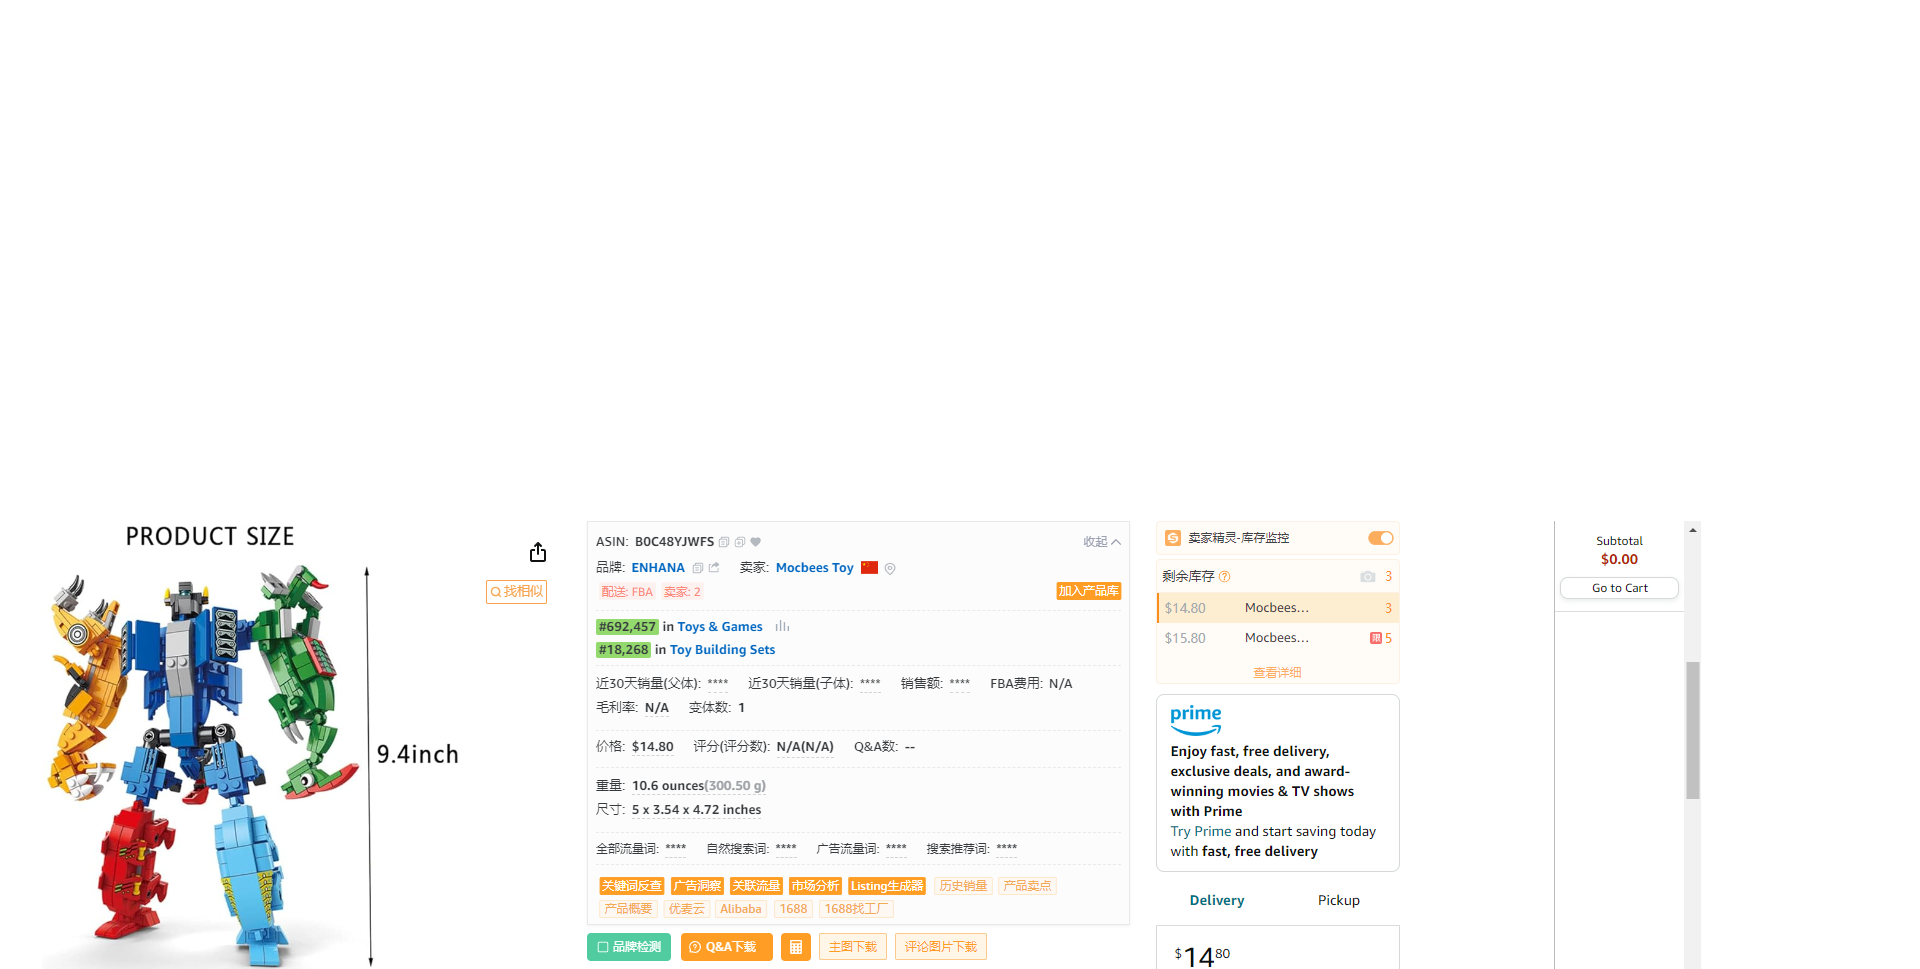 PRODUCT SIZE
9.4inch
找相似
ASIN: B0C48YJWFS
收起
品牌: ENHANA 卖家: Mocbees Toy
配送: FBA 卖家: 2
加入产品库
#692,457 in Toys & Games
#18,268 in Toy Building Sets
近30天销量(父体): **** 近30天销量(子体): **** 销售额: **** FBA费用: N/A
毛利率: N/A 变体数: 1
价格: $14.80 评分(评分数): N/A(N/A) Q&A数: --
重量: 10.6 ounces(300.50 g)
尺寸: 5 x 3.54 x 4.72 inches
全部流量词: **** 自然搜索词: **** 广告流量词: **** 搜索推荐词: ****
关键词反查 广告洞察 关联流量 市场分析 Listing生成器 历史销量 产品卖点
产品概要 优麦云 Alibaba 1688 1688找工厂
品牌检测 Q&A下载 主图下载 评论图片下载
卖家精灵-库存监控
剩余库存 3
$14.80 Mocbees... 3
$15.80 Mocbees... 限 5
查看详细
prime
Enjoy fast, free delivery,
exclusive deals, and award-
winning movies & TV shows
with Prime
Try Prime and start saving today
with fast, free delivery
Delivery Pickup
$1480
Subtotal
$0.00
Go to Cart